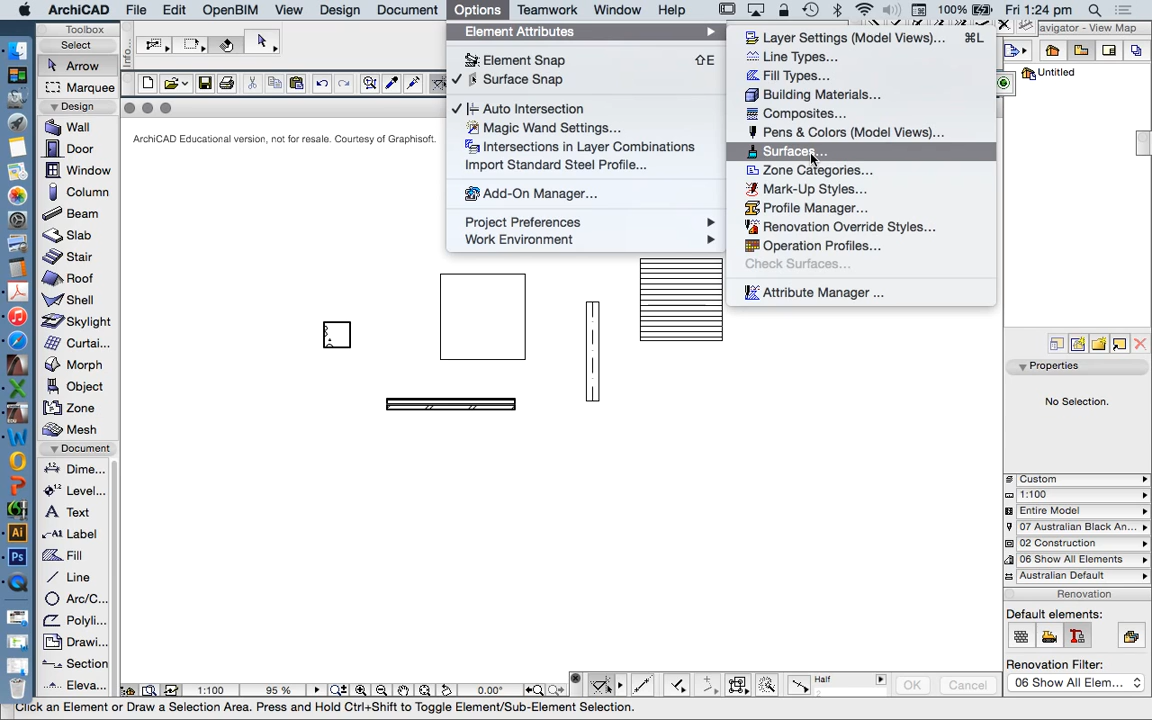 ArchiCAD File Edit OpenBIM View Design Document Options Teamwork Window Help 100% Fri 1:24 pm
Toolbox
Select
Arrow
Marquee
Design
Wall
Door
Window
Column
Beam
Slab
Stair
Roof
Shell
Skylight
Curtai...
Morph
Object
Zone
Mesh
Document
Dime...
Level...
Text
Label
Fill
Line
Arc/C...
Polyli...
Drawi...
Section
Eleva...
Info...
ArchiCAD Educational version, not for resale. Courtesy of Graphisoft.
Element Attributes
Element Snap ⇧E
Surface Snap
Auto Intersection
Magic Wand Settings...
Intersections in Layer Combinations
Import Standard Steel Profile...
Add-On Manager...
Project Preferences
Work Environment
Layer Settings (Model Views)... ⌘L
Line Types...
Fill Types...
Building Materials...
Composites...
Pens & Colors (Model Views)...
Surfaces...
Zone Categories...
Mark-Up Styles...
Profile Manager...
Renovation Override Styles...
Operation Profiles...
Check Surfaces...
Attribute Manager ...
avigator - View Map
Untitled
Properties
No Selection.
Custom
1:100
Entire Model
07 Australian Black An...
02 Construction
06 Show All Elements
Australian Default
Renovation
Default elements:
Renovation Filter:
06 Show All Elem...
1:100 95 % 0.00°
Half
2
OK Cancel
Click an Element or Draw a Selection Area. Press and Hold Ctrl+Shift to Toggle Element/Sub-Element Selection.